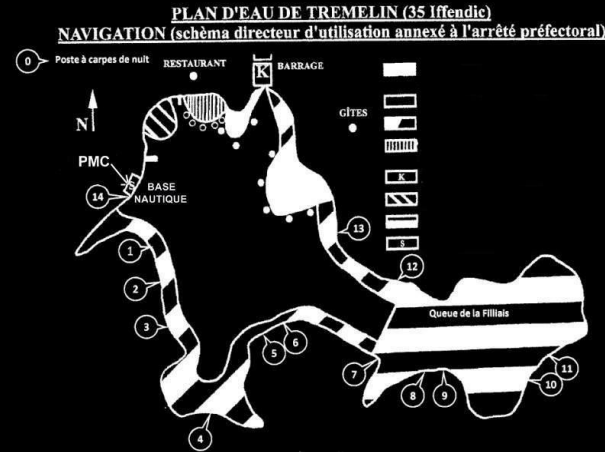 PLAN D'EAU DE TREMELIN (35 Iffendic)
NAVIGATION (schèma directeur d'utilisation annexé à l'arrêté préfectoral)
0 Poste à carpes de nuit
RESTAURANT
K
BARRAGE
N
GÎTES
PMC
S
BASE
NAUTIQUE
14
K
S
13
1
12
2
Queue de la Filliais
3
5
6
7
8
9
10
11
4